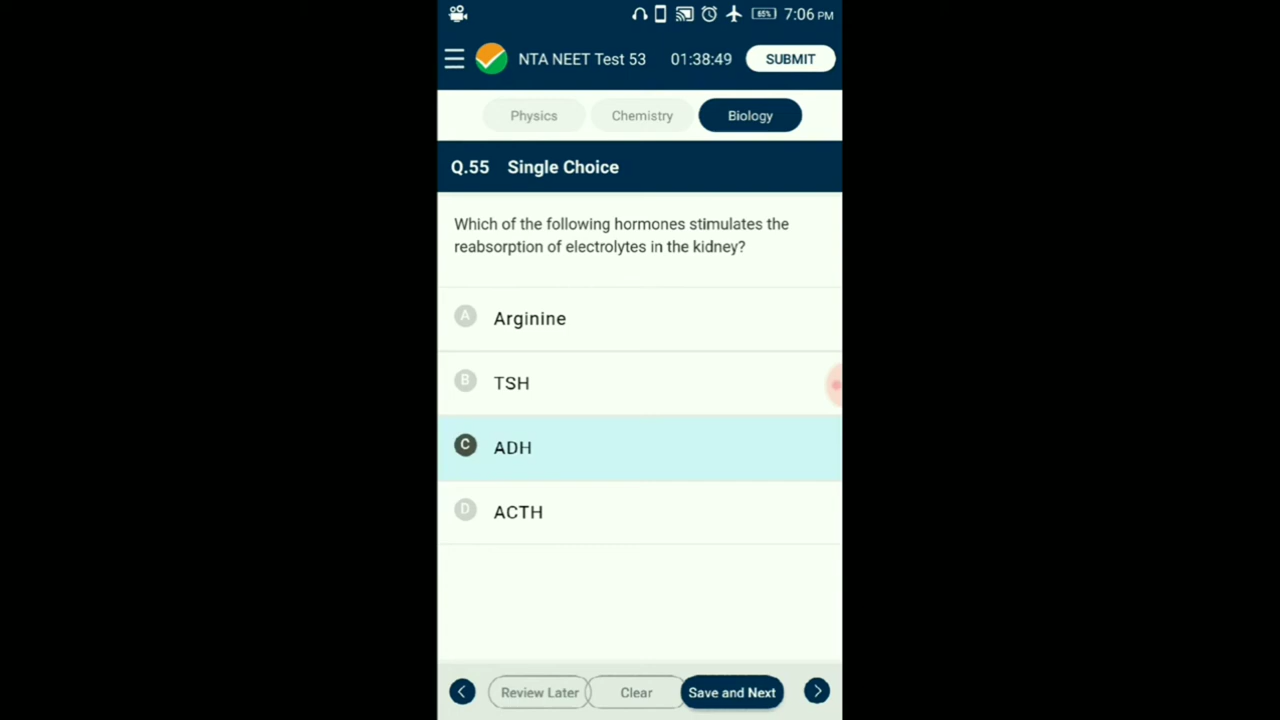 65% 7:06 PM
NTA NEET Test 53 01:38:49 SUBMIT
Physics Chemistry Biology
Q.55 Single Choice
Which of the following hormones stimulates the
reabsorption of electrolytes in the kidney?
A Arginine
B TSH
C ADH
D ACTH
Review Later Clear Save and Next